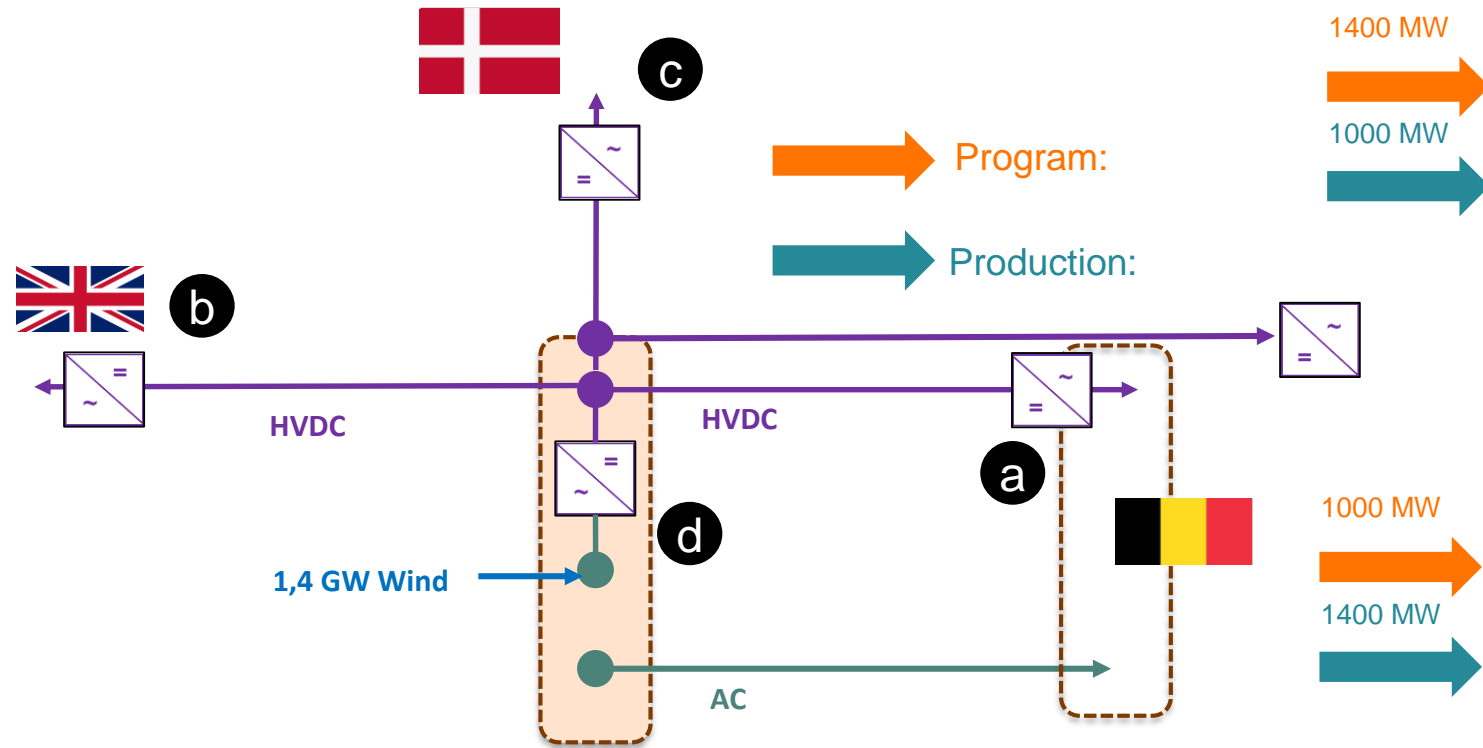 1400 MW
c
1000 MW
~
=
Program:
Production:
b
=
~
~
=
~
=
HVDC
HVDC
=
~
a
d
1000 MW
1,4 GW Wind
1400 MW
AC